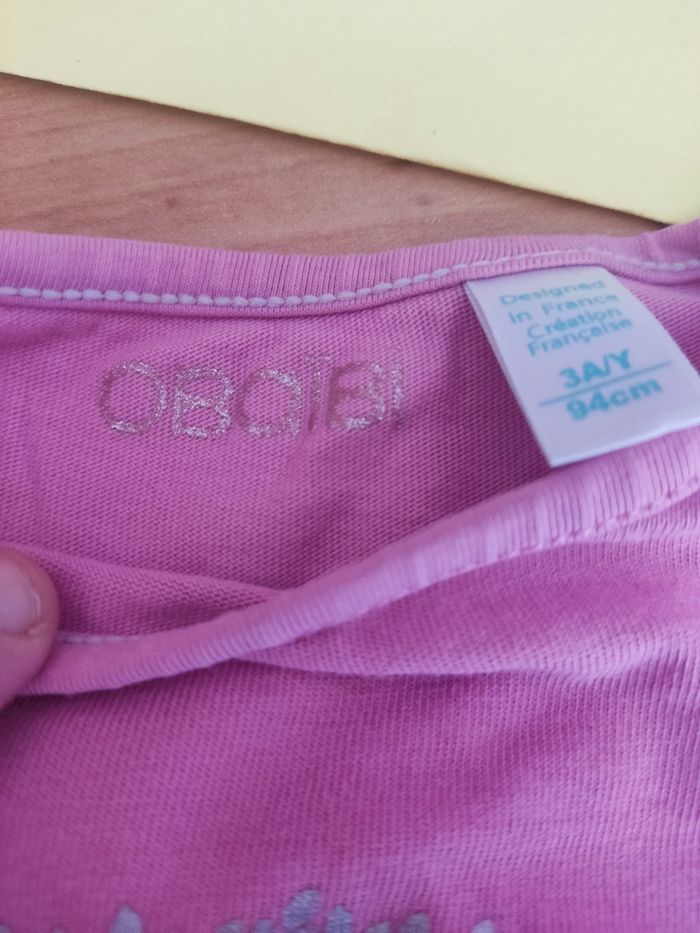 OBAÏBI
Designed
in France
Création
Française
3A/Y
94cm